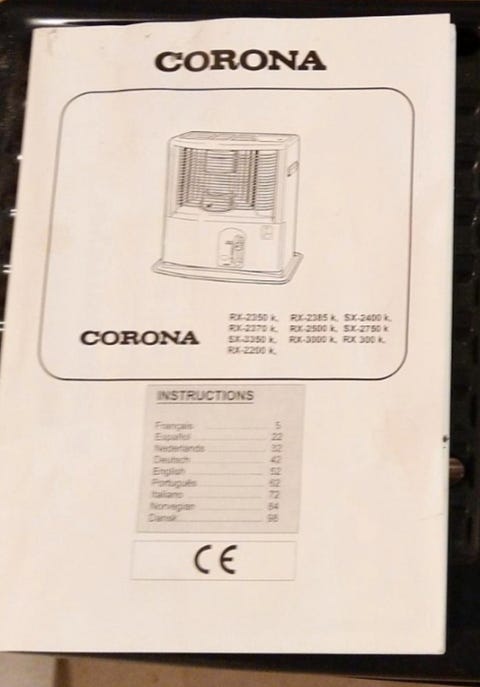 CORONA
RX-2350 k, RX-2385 k, SX-2400 k,
RX-2370 k, RX-2500 k, SX-2750 k
SX-3350 k, RX-3000 k, RX 300 k,
RX-2200 k,
CORONA
INSTRUCTIONS
Français 5
Español 22
Nederlands 32
Deutsch 42
English 52
Português 62
Italiano 72
Norwegian 84
Dansk 96
CE